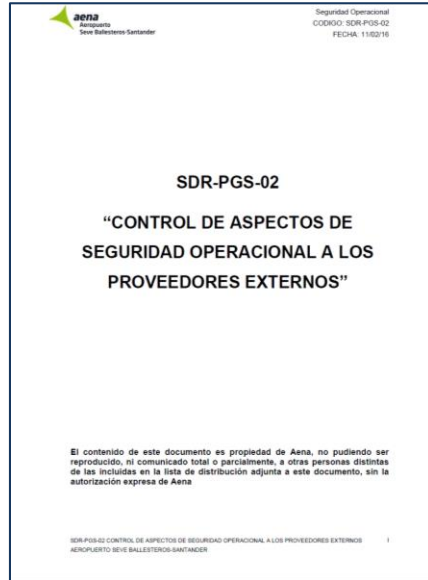 aena
Aeropuerto
Seve Ballesteros-Santander
Seguridad Operacional
CODIGO: SDR-PGS-02
FECHA: 11/02/16
SDR-PGS-02
“CONTROL DE ASPECTOS DE
SEGURIDAD OPERACIONAL A LOS
PROVEEDORES EXTERNOS”
El contenido de este documento es propiedad de Aena, no pudiendo ser
reproducido, ni comunicado total o parcialmente, a otras personas distintas
de las incluidas en la lista de distribución adjunta a este documento, sin la
autorización expresa de Aena
SDR-PGS-02 CONTROL DE ASPECTOS DE SEGURIDAD OPERACIONAL A LOS PROVEEDORES EXTERNOS 1
AEROPUERTO SEVE BALLESTEROS-SANTANDER